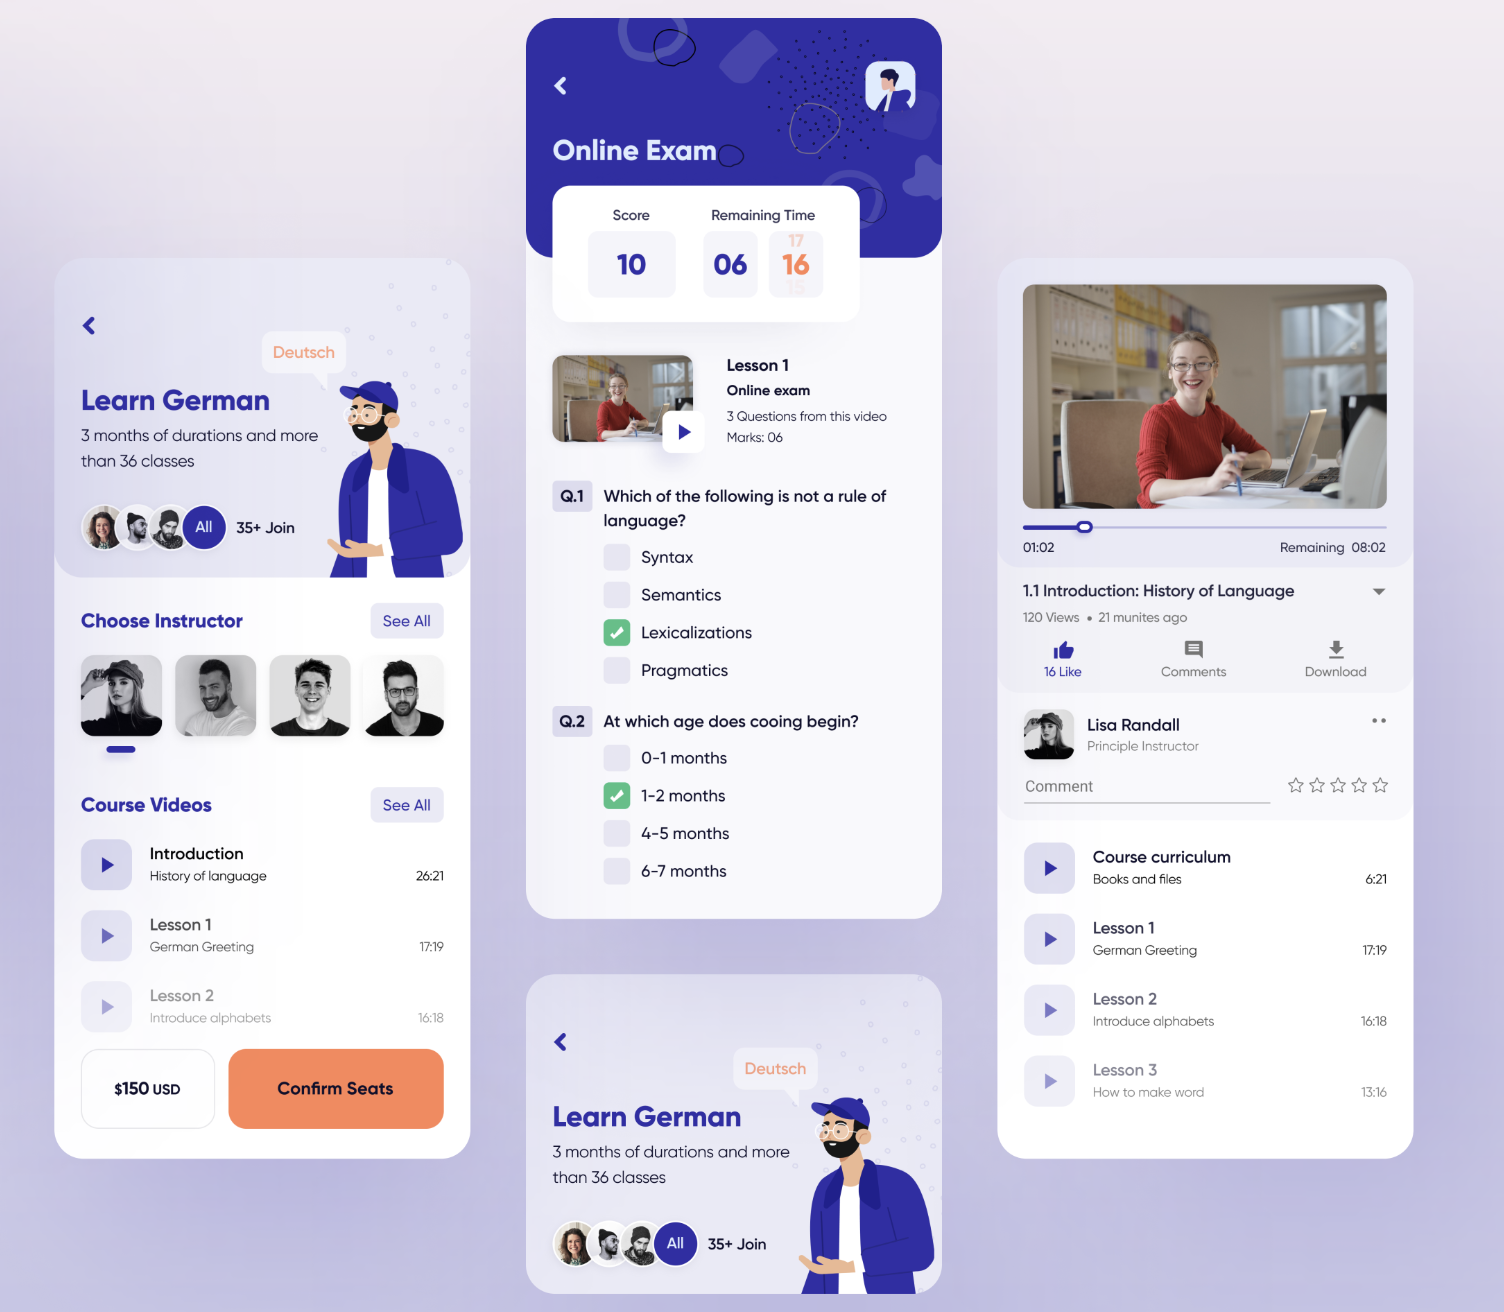 Deutsch
Learn German
3 months of durations and more
than 36 classes
All
35+ Join
Choose Instructor
See All
Course Videos
See All
Introduction
History of language
26:21
Lesson 1
German Greeting
17:19
Lesson 2
Introduce alphabets
16:18
$150 USD
Confirm Seats
Online Exam
Score
Remaining Time
10
06
17
16
15
Lesson 1
Online exam
3 Questions from this video
Marks: 06
Q.1
Which of the following is not a rule of
language?
Syntax
Semantics
Lexicalizations
Pragmatics
Q.2
At which age does cooing begin?
0-1 months
1-2 months
4-5 months
6-7 months
Deutsch
Learn German
3 months of durations and more
than 36 classes
All
35+ Join
01:02
Remaining 08:02
1.1 Introduction: History of Language
120 Views • 21 munites ago
16 Like
Comments
Download
Lisa Randall
Principle Instructor
Comment
Course curriculum
Books and files
6:21
Lesson 1
German Greeting
17:19
Lesson 2
Introduce alphabets
16:18
Lesson 3
How to make word
13:16